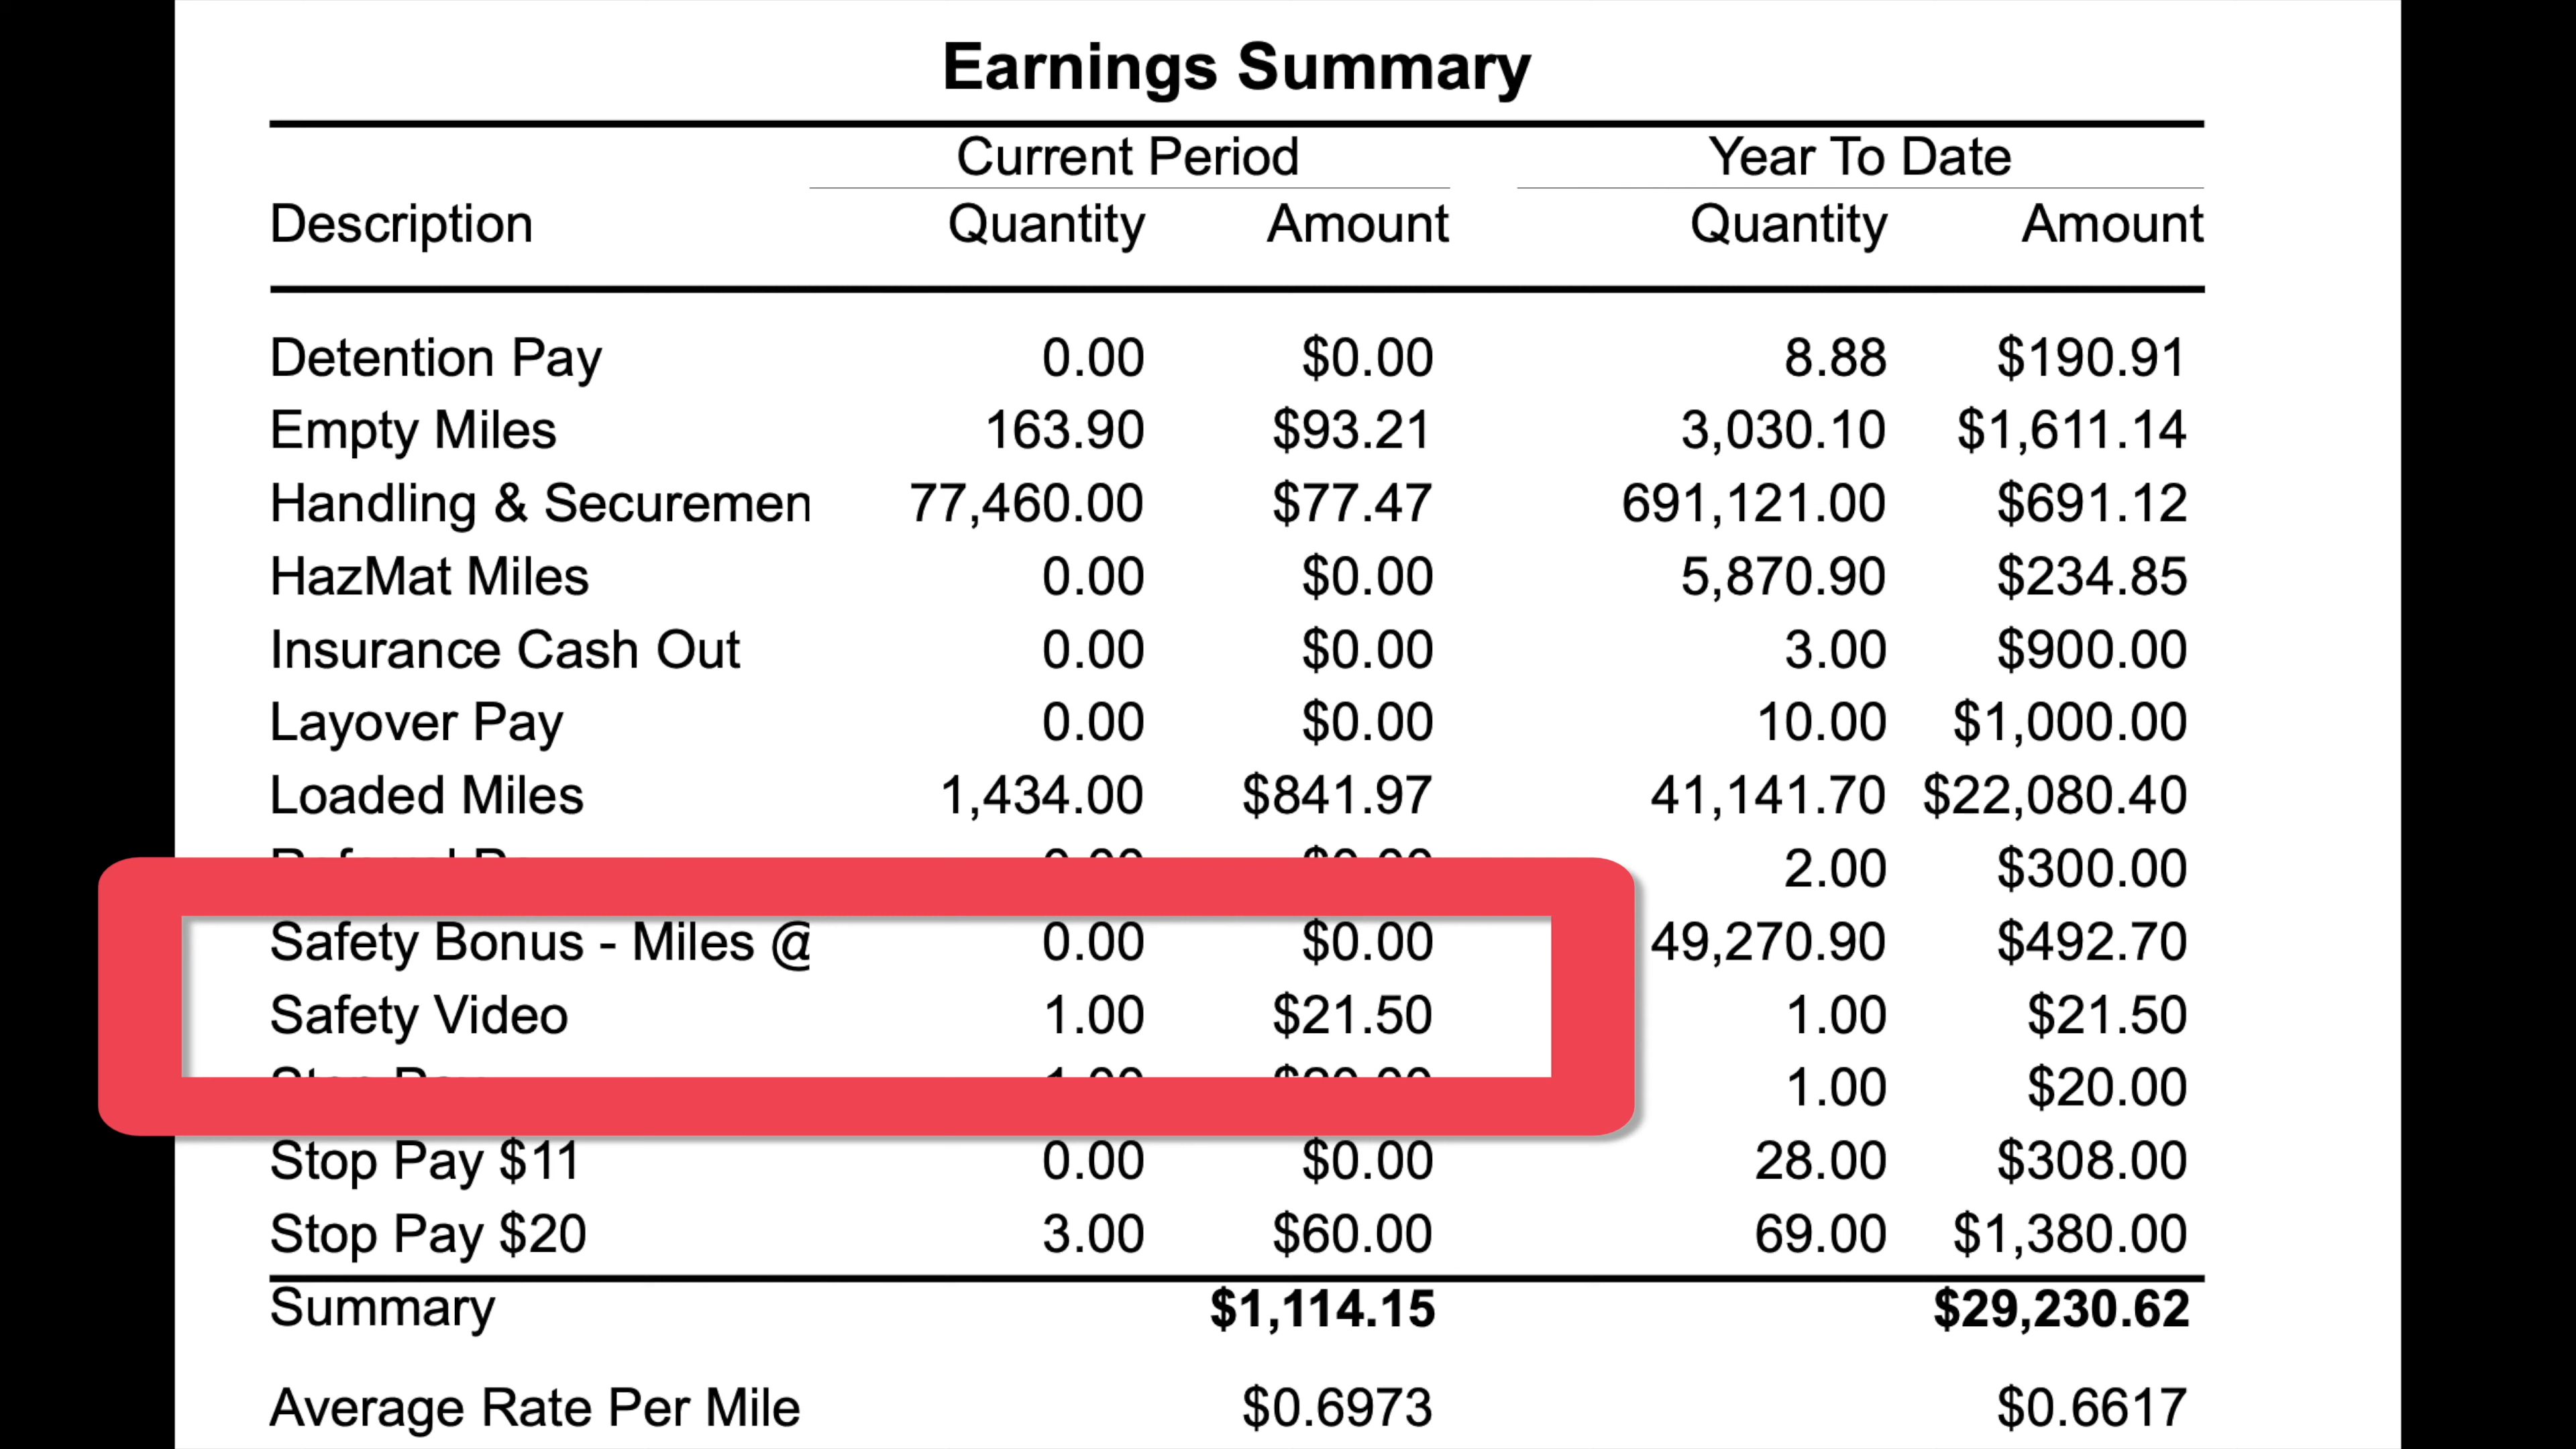 Earnings Summary
Current Period Year To Date
Description Quantity Amount Quantity Amount
Detention Pay 0.00 $0.00 8.88 $190.91
Empty Miles 163.90 $93.21 3,030.10 $1,611.14
Handling & Securemen 77,460.00 $77.47 691,121.00 $691.12
HazMat Miles 0.00 $0.00 5,870.90 $234.85
Insurance Cash Out 0.00 $0.00 3.00 $900.00
Layover Pay 0.00 $0.00 10.00 $1,000.00
Loaded Miles 1,434.00 $841.97 41,141.70 $22,080.40
2.00 $300.00
Safety Bonus - Miles @ 0.00 $0.00 49,270.90 $492.70
Safety Video 1.00 $21.50 1.00 $21.50
1.00 $20.00
Stop Pay $11 0.00 $0.00 28.00 $308.00
Stop Pay $20 3.00 $60.00 69.00 $1,380.00
Summary $1,114.15 $29,230.62
Average Rate Per Mile $0.6973 $0.6617